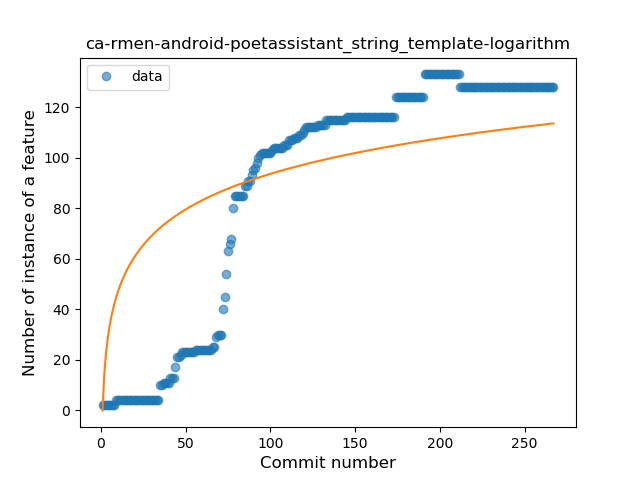 ca-rmen-android-poetassistant_string_template-logarithm
data
Number of instance of a feature
120
100
80
60
40
20
0
0 50 100 150 200 250
Commit number